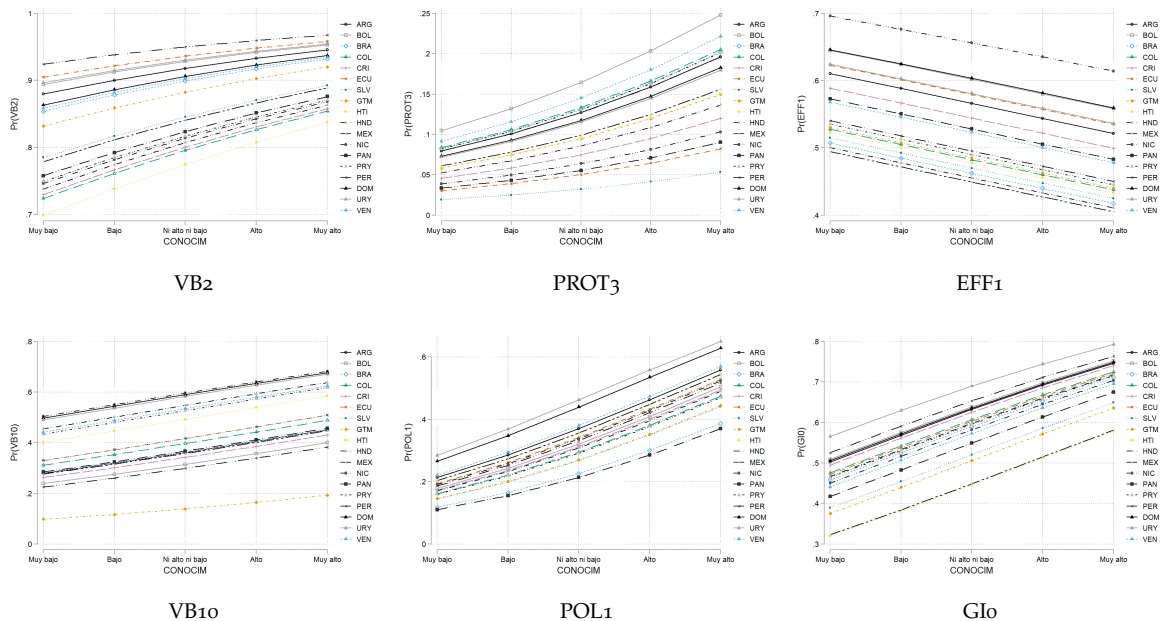 Pr(VB2)
1
.9
.8
.7
Muy bajo Bajo Ni alto ni bajo Alto Muy alto
CONOCIM
ARG
BOL
BRA
COL
CRI
ECU
SLV
GTM
HTI
HND
MEX
NIC
PAN
PRY
PER
DOM
URY
VEN
VB2
Pr(PROT3)
.25
.2
.15
.1
.05
0
Muy bajo Bajo Ni alto ni bajo Alto Muy alto
CONOCIM
ARG
BOL
BRA
COL
CRI
ECU
SLV
GTM
HTI
HND
MEX
NIC
PAN
PRY
PER
DOM
URY
VEN
PROT3
Pr(EFF1)
.7
.6
.5
.4
Muy bajo Bajo Ni alto ni bajo Alto Muy alto
CONOCIM
ARG
BOL
BRA
COL
CRI
ECU
SLV
GTM
HTI
HND
MEX
NIC
PAN
PRY
PER
DOM
URY
VEN
EFF1
Pr(VB10)
.8
.6
.4
.2
0
Muy bajo Bajo Ni alto ni bajo Alto Muy alto
CONOCIM
ARG
BOL
BRA
COL
CRI
ECU
SLV
GTM
HTI
HND
MEX
NIC
PAN
PRY
PER
DOM
URY
VEN
VB10
Pr(POL1)
.6
.4
.2
0
Muy bajo Bajo Ni alto ni bajo Alto Muy alto
CONOCIM
ARG
BOL
BRA
COL
CRI
ECU
SLV
GTM
HTI
HND
MEX
NIC
PAN
PRY
PER
DOM
URY
VEN
POL1
Pr(GI0)
.8
.7
.6
.5
.4
.3
Muy bajo Bajo Ni alto ni bajo Alto Muy alto
CONOCIM
ARG
BOL
BRA
COL
CRI
ECU
SLV
GTM
HTI
HND
MEX
NIC
PAN
PRY
PER
DOM
URY
VEN
GI0